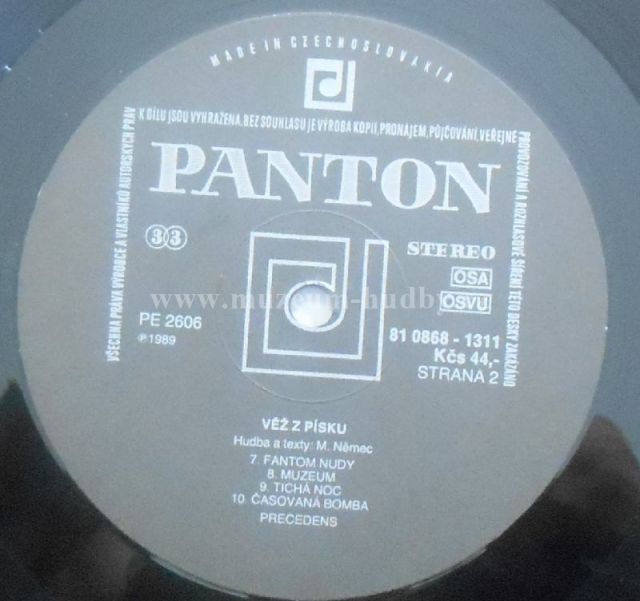 MADE IN CZECHOSLOVAKIA
VŠECHNA PRÁVA VÝROBCE A VLASTNÍKŮ AUTORSKÝCH PRÁV
K DÍLU JSOU VYHRAZENA. BEZ SOUHLASU JE VÝROBA KOPIÍ, PRONÁJEM, PŮJČOVÁNÍ, VEŘEJNÉ
PROVOZOVÁNÍ A ROZHLASOVÉ ŠÍŘENÍ TÉTO DESKY ZAKÁZÁNO
PANTON
33
STEREO
OSA
OSVU
www.muzeum-hudby
PE 2606
℗1989
81 0868 - 1311
Kčs 44,-
STRANA 2
VĚŽ Z PÍSKU
Hudba a texty: M. Němec
7. FANTOM NUDY
8. MUZEUM
9. TICHÁ NOC
10. ČASOVANÁ BOMBA
PRECEDENS